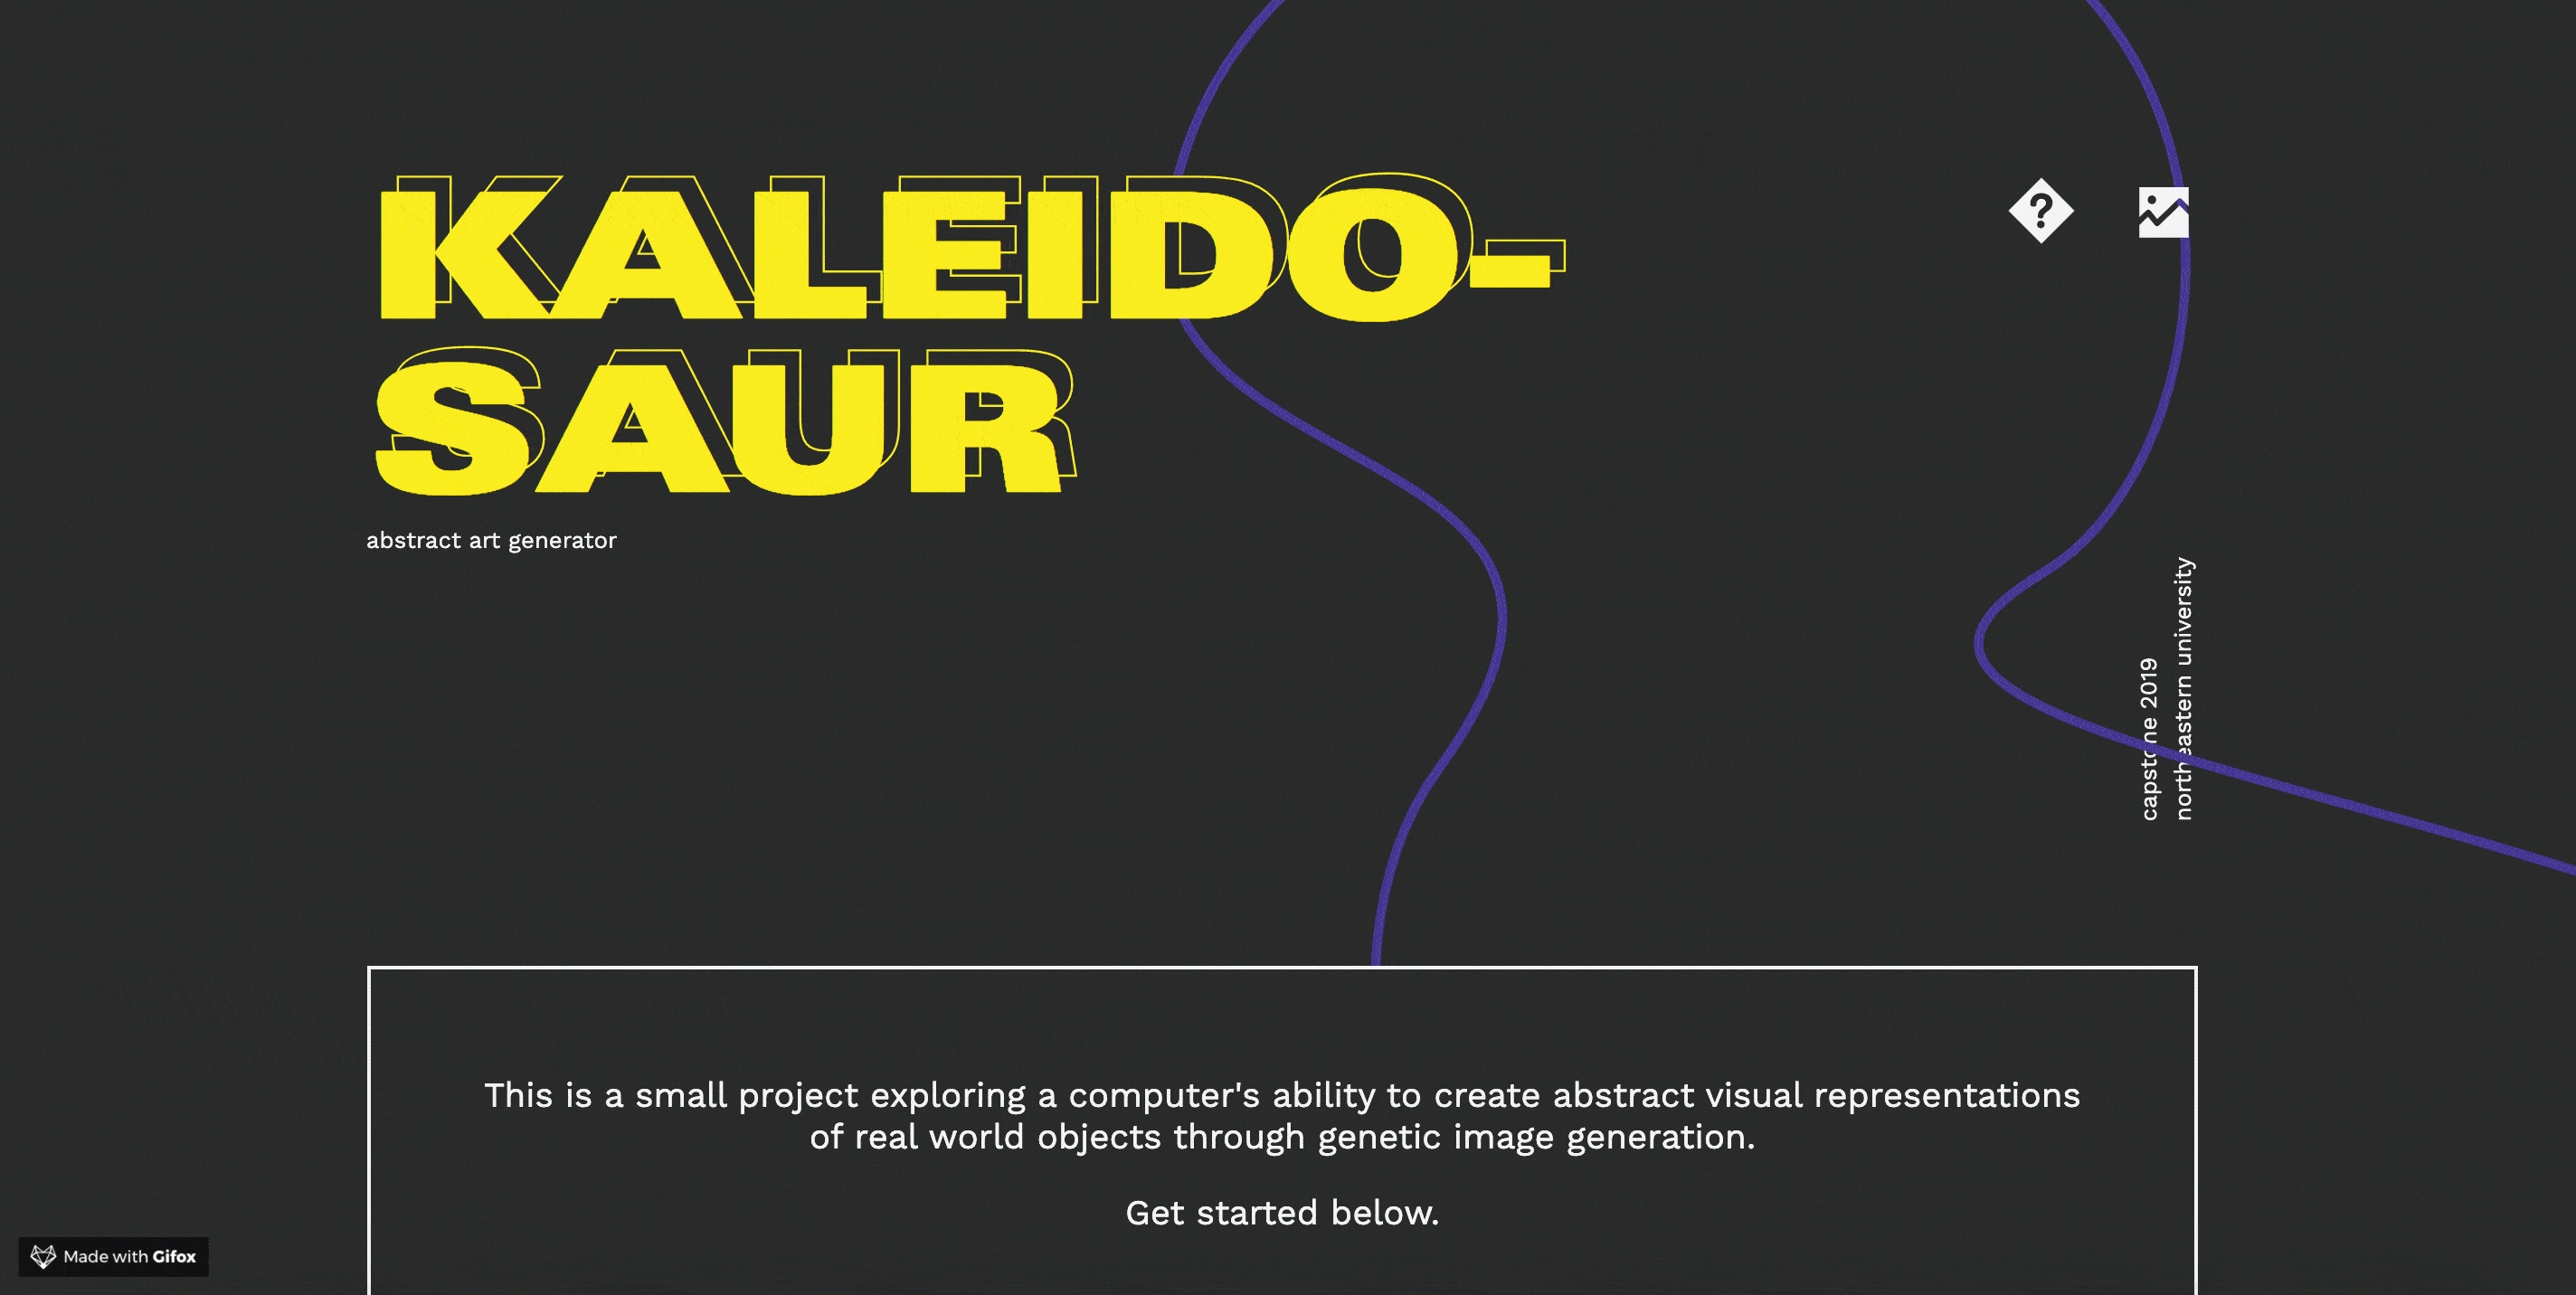 KALEIDO-
SAUR
abstract art generator
?
capstone 2019
northeastern university
This is a small project exploring a computer's ability to create abstract visual representations
of real world objects through genetic image generation.
Get started below.
Made with Gifox